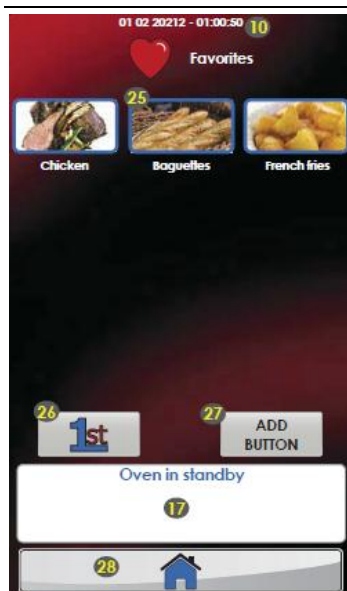 01 02 20212 - 01:00:50 10
Favorites
25
Chicken Baguettes French fries
26 1st 27 ADD
BUTTON
Oven in standby
17
28